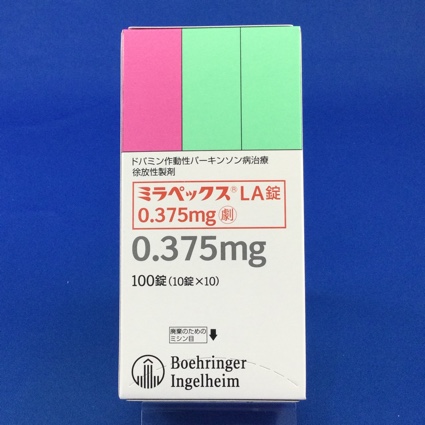 ドパミン作動性パーキンソン病治療
徐放性製剤
ミラペックス®LA錠
0.375mg 劇
0.375mg
100錠(10錠×10)
廃棄のための
ミシン目
Boehringer
Ingelheim